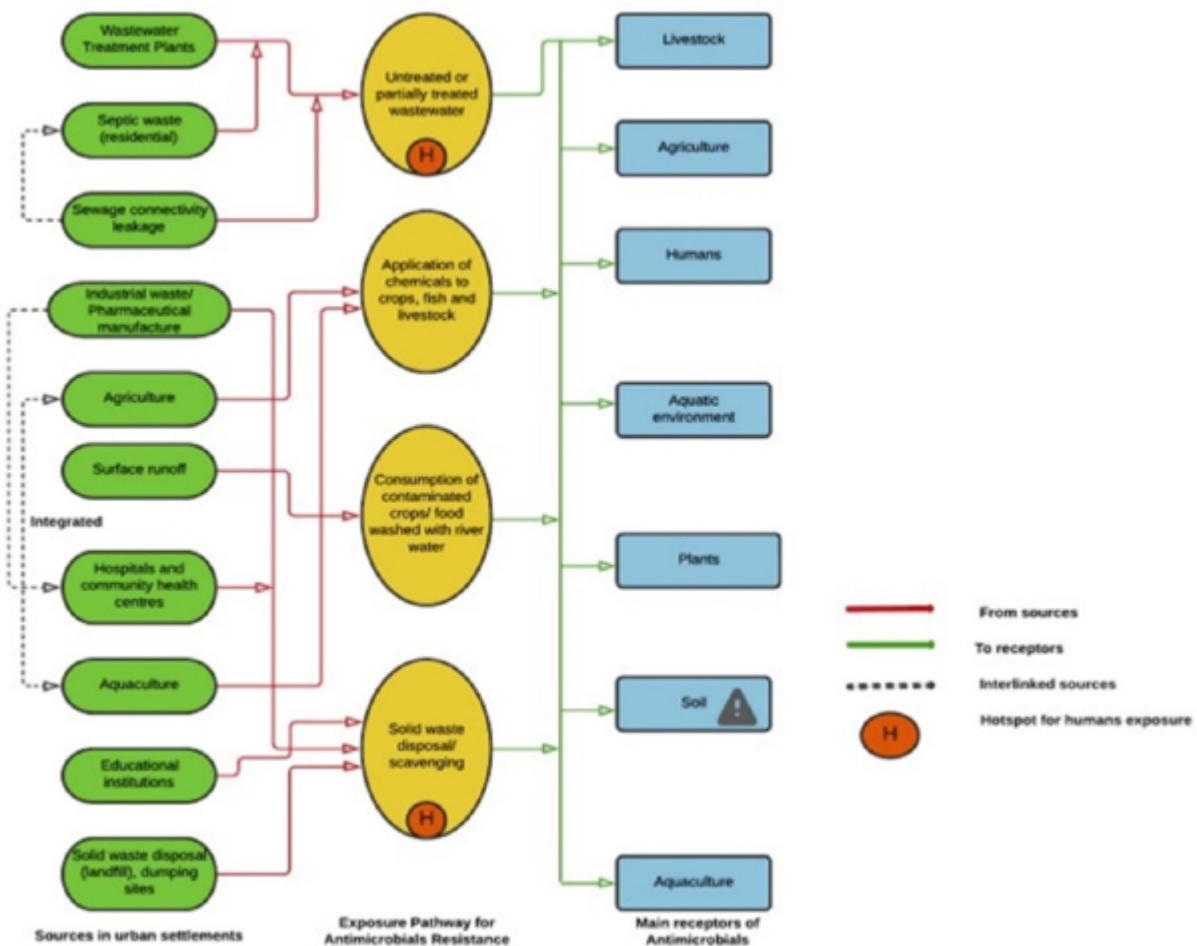 Wastewater
Treatment Plants
Septic waste
(residential)
Sewage connectivity
leakage
Industrial waste/
Pharmaceutical
manufacture
Agriculture
Surface runoff
Integrated
Hospitals and
community health
centres
Aquaculture
Educational
institutions
Solid waste disposal
(landfill), dumping
sites
Sources in urban settlements
Untreated or
partially treated
wastewater
H
Application of
chemicals to
crops, fish and
livestock
Consumption of
contaminated
crops/ food
washed with river
water
Solid waste
disposal/
scavenging
H
Exposure Pathway for
Antimicrobials Resistance
Livestock
Agriculture
Humans
Aquatic
environment
Plants
Soil
Aquaculture
Main receptors of
Antimicrobials
From sources
To receptors
Interlinked sources
H
Hotspot for humans exposure